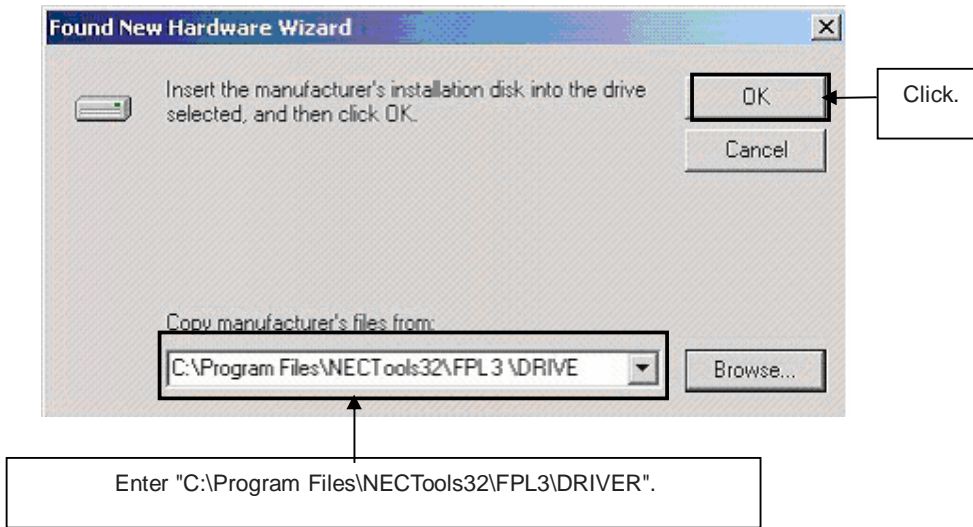 Found New Hardware Wizard
Insert the manufacturer's installation disk into the drive
selected, and then click OK.
OK
Click.
Cancel
Copy manufacturer's files from:
C:\Program Files\NECTools32\FPL3 \DRIVE
Browse...
Enter "C:\Program Files\NECTools32\FPL3\DRIVER".